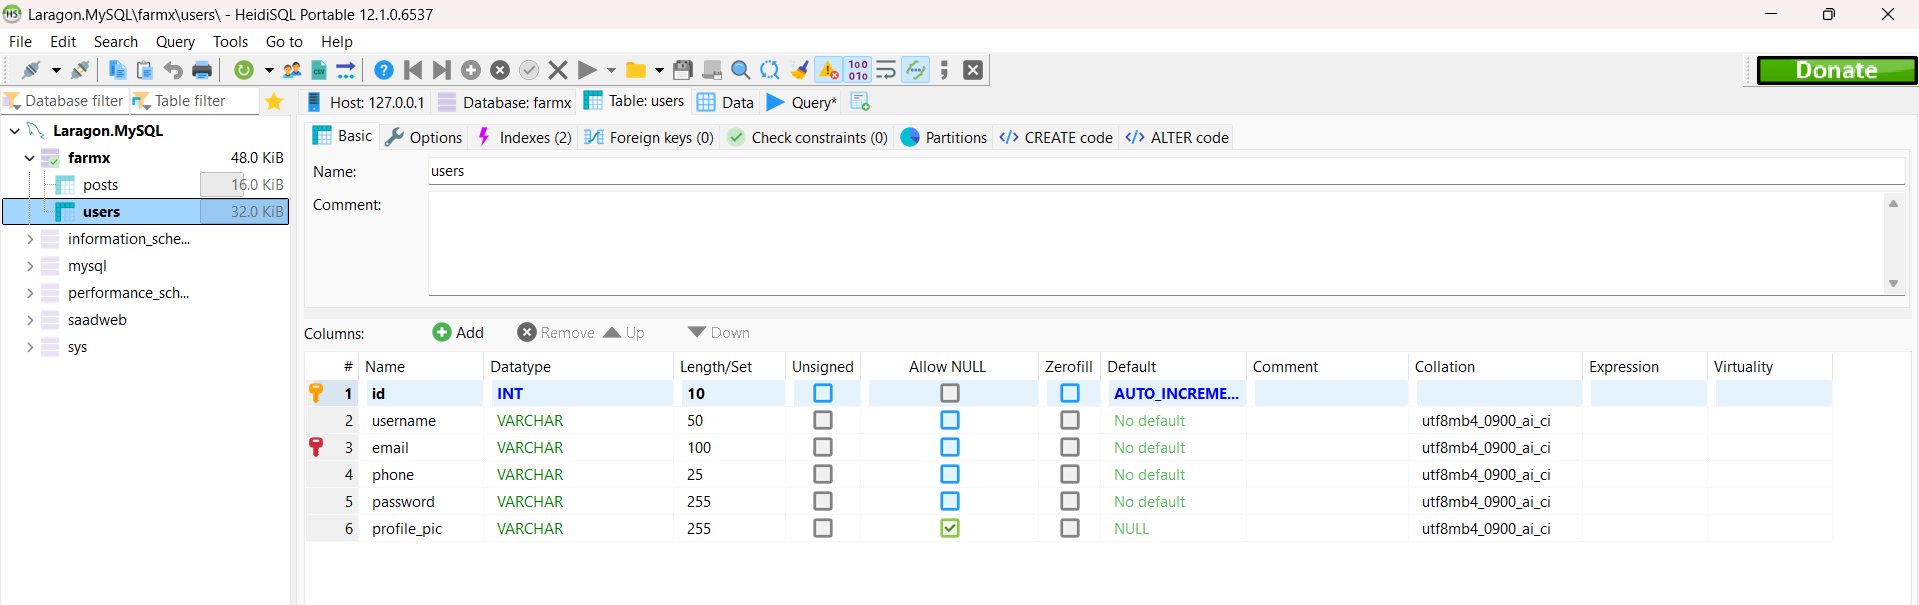 Laragon.MySQL\farmx\users\ - HeidiSQL Portable 12.1.0.6537
File Edit Search Query Tools Go to Help
Donate
Database filter Table filter
Host: 127.0.0.1 Database: farmx Table: users Data Query*
Laragon.MySQL
farmx 48.0 KiB
posts 16.0 KiB
users 32.0 KiB
information_sche...
mysql
performance_sch...
saadweb
sys
Basic Options Indexes (2) Foreign keys (0) Check constraints (0) Partitions CREATE code ALTER code
Name: users
Comment:
Columns: Add Remove Up Down
# Name Datatype Length/Set Unsigned Allow NULL Zerofill Default Comment Collation Expression Virtuality
1 id INT 10 AUTO_INCREME...
2 username VARCHAR 50 No default utf8mb4_0900_ai_ci
3 email VARCHAR 100 No default utf8mb4_0900_ai_ci
4 phone VARCHAR 25 No default utf8mb4_0900_ai_ci
5 password VARCHAR 255 No default utf8mb4_0900_ai_ci
6 profile_pic VARCHAR 255 NULL utf8mb4_0900_ai_ci